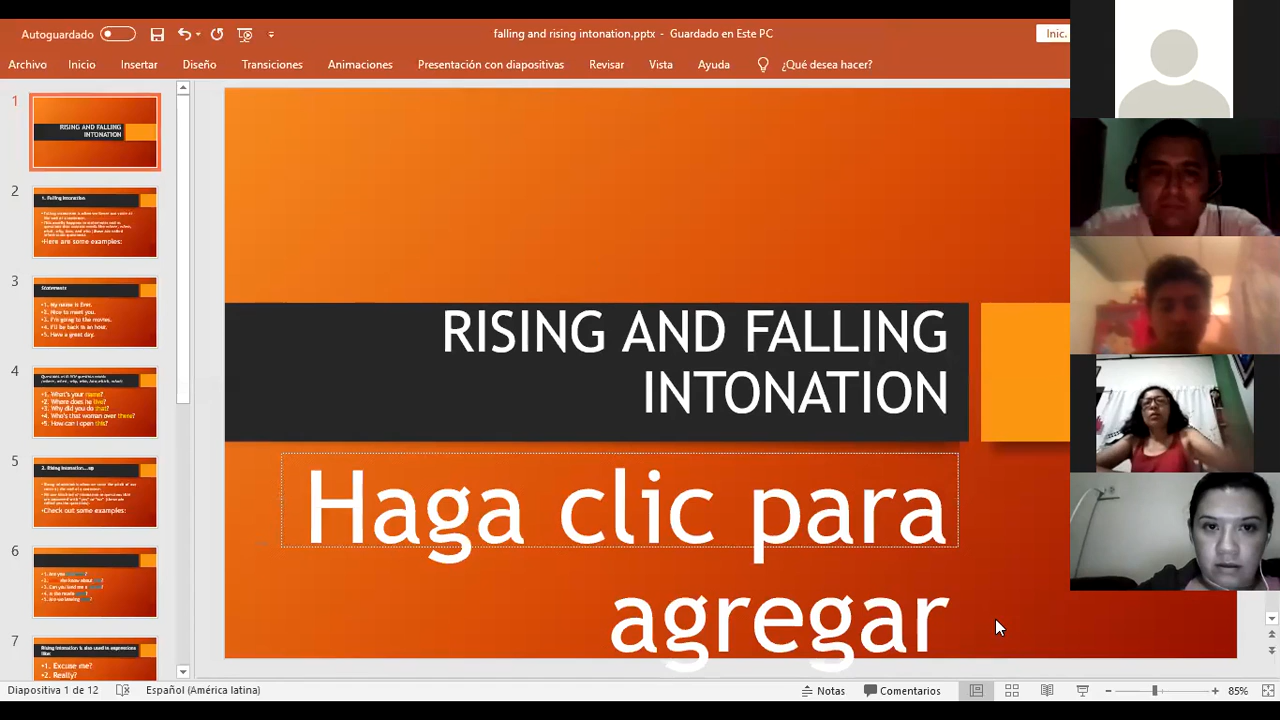 Autoguardado
falling and rising intonation.pptx - Guardado en Este PC
Inic.
Archivo Inicio Insertar Diseño Transiciones Animaciones Presentación con diapositivas Revisar Vista Ayuda ¿Qué desea hacer?
1
RISING AND FALLING
INTONATION
2
1. Falling intonation
Here are some examples:
3
Statements
1. My name is Ever.
2. Nice to meet you.
3. I'm going to the movies.
4. I'll be back in an hour.
5. Have a great day.
4
1. What's your name?
2. Where does he live?
3. Why did you do that?
4. Who's that woman over there?
5. How can I open this?
5
2. Rising Intonation...up
Check out some examples:
6
7
Rising intonation is also used in expressions
like:
1. Excuse me?
2. Really?
RISING AND FALLING
INTONATION
Haga clic para
agregar
Diapositiva 1 de 12 Español (América latina) Notas Comentarios 85%